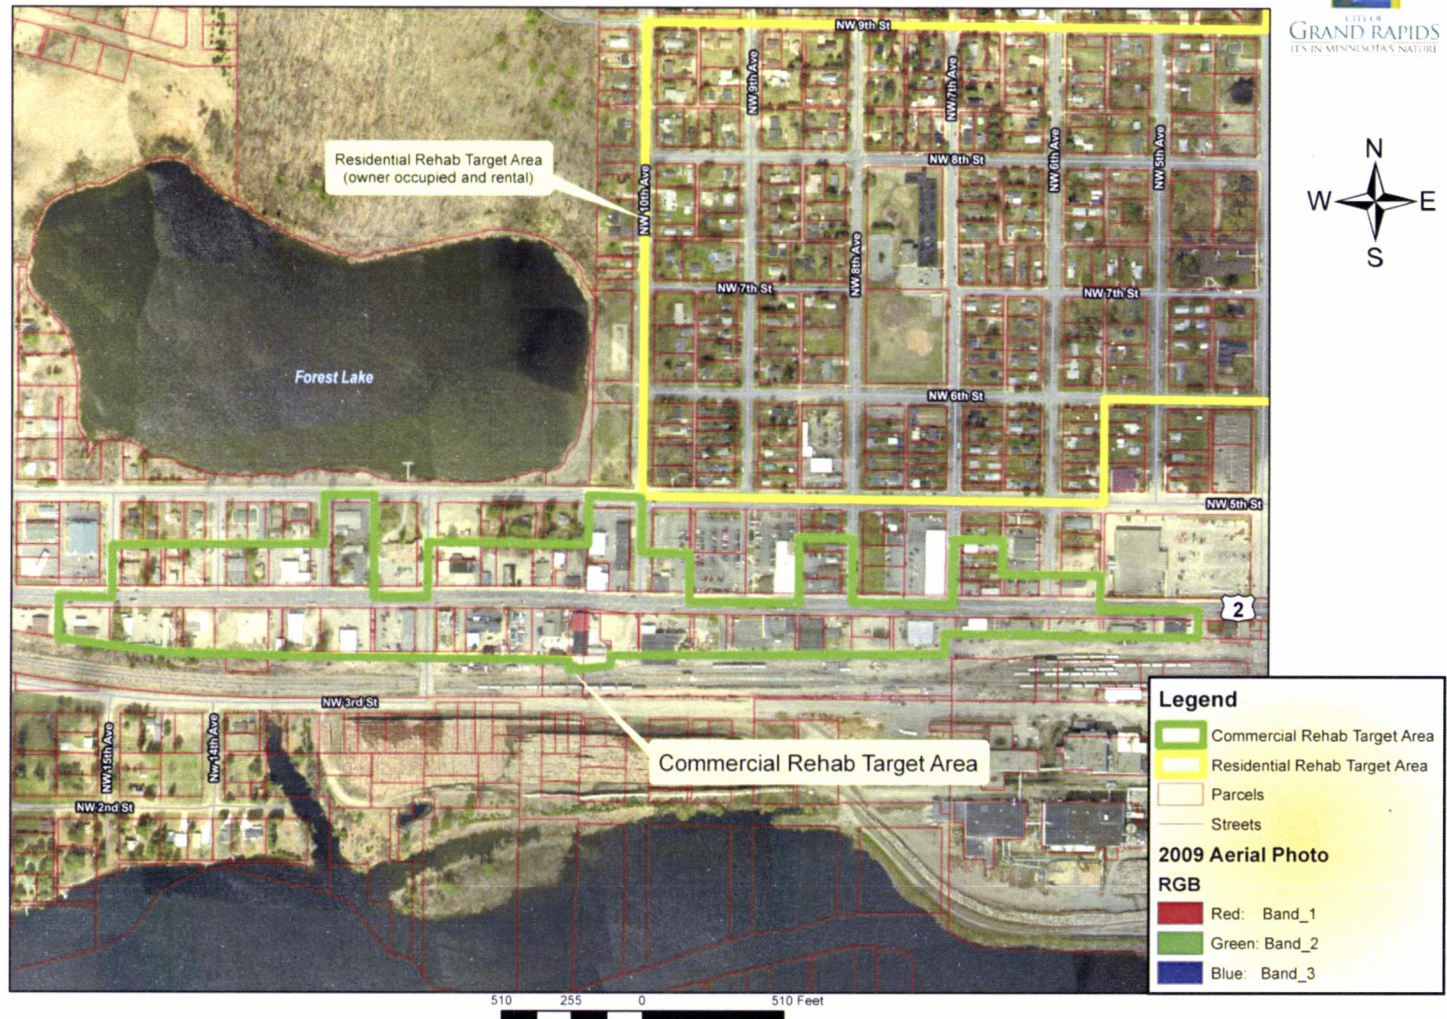 CITY OF
GRAND RAPIDS
IT'S IN MINNESOTA'S NATURE
N
W
E
S
NW 9th St
NW 9th Ave
NW 7th Ave
NW 6th Ave
NW 5th Ave
NW 8th St
Residential Rehab Target Area
(owner occupied and rental)
NW 10th Ave
NW 8th Ave
NW 7th St
NW 7th St
Forest Lake
NW 6th St
NW 5th St
2
NW 3rd St
NW 15th Ave
Nw 14th Ave
NW 2nd St
Commercial Rehab Target Area
Legend
Commercial Rehab Target Area
Residential Rehab Target Area
Parcels
Streets
2009 Aerial Photo
RGB
Red: Band_1
Green: Band_2
Blue: Band_3
510 255 0 510 Feet